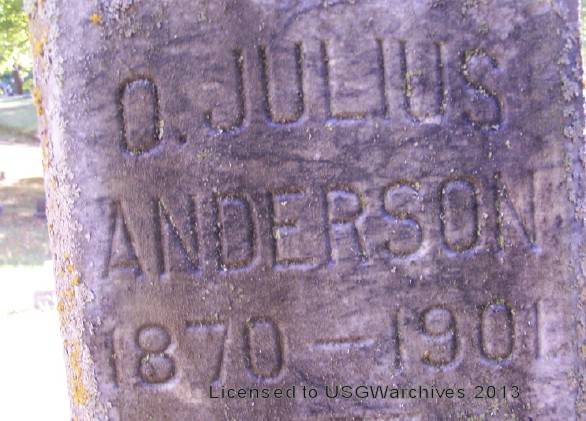 O. JULIUS
ANDERSON
1870 — 1901
Licensed to USGWarchives 2013